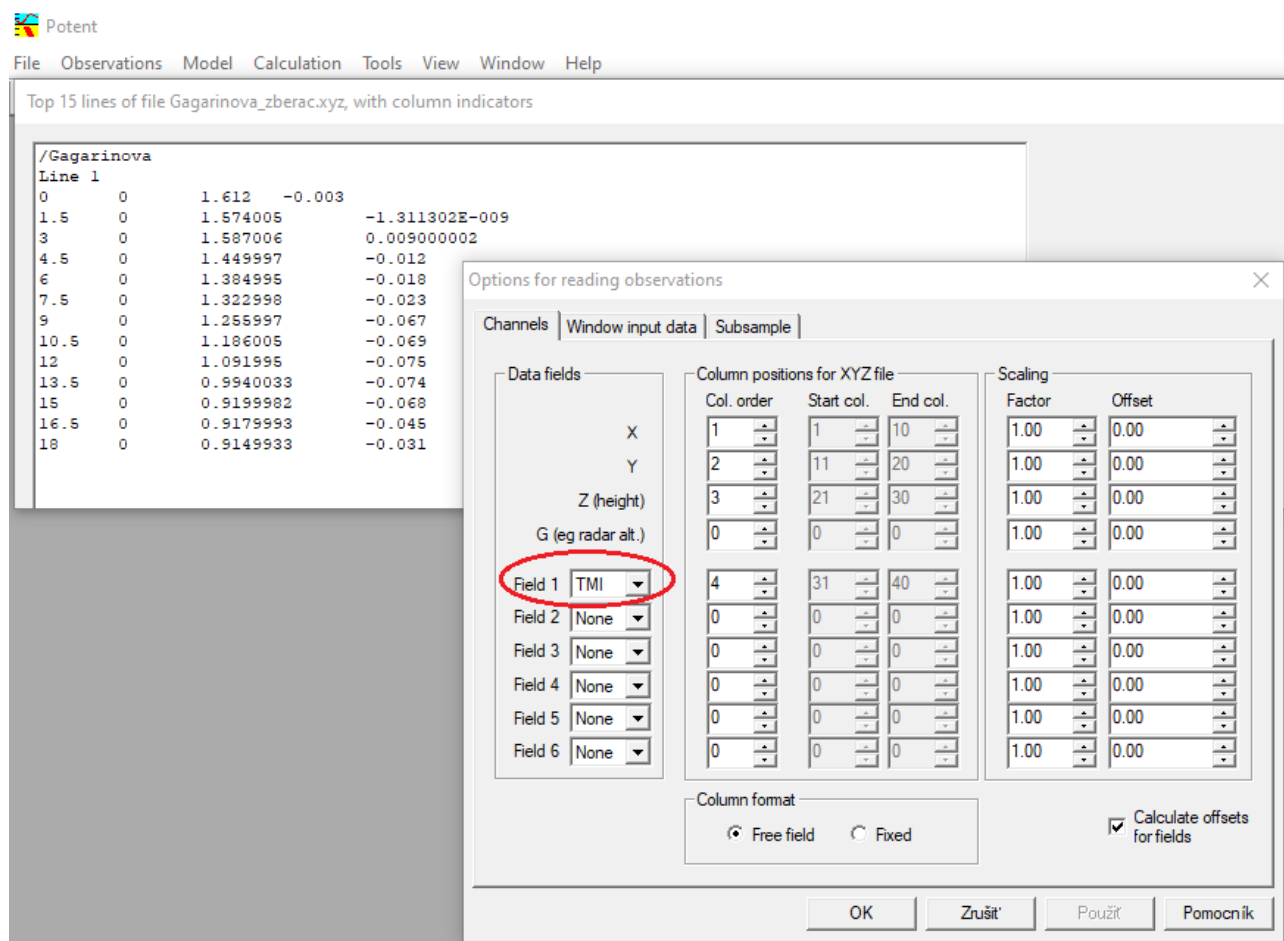 Potent
File Observations Model Calculation Tools View Window Help
Top 15 lines of file Gagarinova_zberac.xyz, with column indicators
/Gagarinova
Line 1
0 0 1.612 -0.003
1.5 0 1.574005 -1.311302E-009
3 0 1.587006 0.009000002
4.5 0 1.449997 -0.012
6 0 1.384995 -0.018
7.5 0 1.322998 -0.023
9 0 1.255997 -0.067
10.5 0 1.186005 -0.069
12 0 1.091995 -0.075
13.5 0 0.9940033 -0.074
15 0 0.9199982 -0.068
16.5 0 0.9179993 -0.045
18 0 0.9149933 -0.031
Options for reading observations
Channels Window input data Subsample
Data fields Column positions for XYZ file Scaling
Col. order Start col. End col. Factor Offset
X 1 1 10 1.00 0.00
Y 2 11 20 1.00 0.00
Z (height) 3 21 30 1.00 0.00
G (eg radar alt.) 0 0 0 1.00 0.00
Field 1 TMI 4 31 40 1.00 0.00
Field 2 None 0 0 0 1.00 0.00
Field 3 None 0 0 0 1.00 0.00
Field 4 None 0 0 0 1.00 0.00
Field 5 None 0 0 0 1.00 0.00
Field 6 None 0 0 0 1.00 0.00
Column format
Free field Fixed
Calculate offsets
for fields
OK Zrušiť Použiť Pomocník